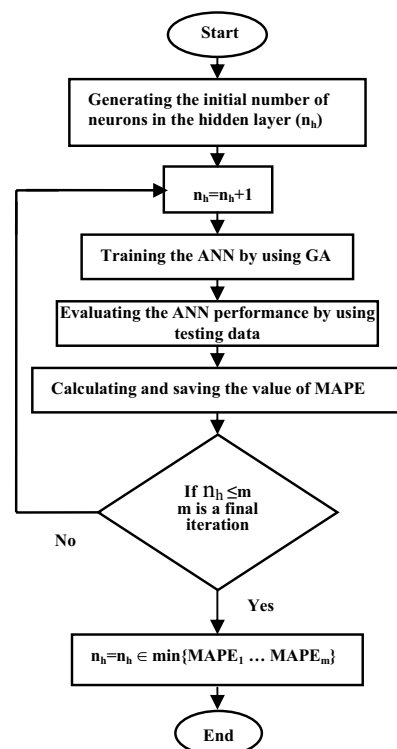 Start
Generating the initial number of
neurons in the hidden layer (nₕ)
nₕ=nₕ+1
Training the ANN by using GA
Evaluating the ANN performance by using
testing data
Calculating and saving the value of MAPE
If nₕ ≤m
m is a final
iteration
No
Yes
nₕ=nₕ ∈ min{MAPE₁ … MAPEₘ}
End